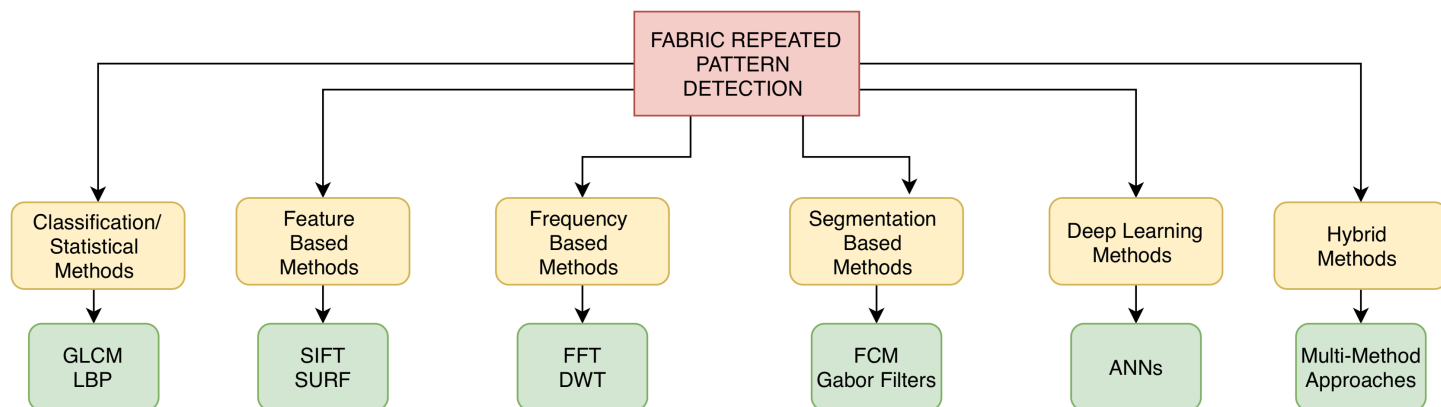 FABRIC REPEATED
PATTERN
DETECTION
Classification/
Statistical
Methods
Feature
Based
Methods
Frequency
Based
Methods
Segmentation
Based
Methods
Deep Learning
Methods
Hybrid
Methods
GLCM
LBP
SIFT
SURF
FFT
DWT
FCM
Gabor Filters
ANNs
Multi-Method
Approaches